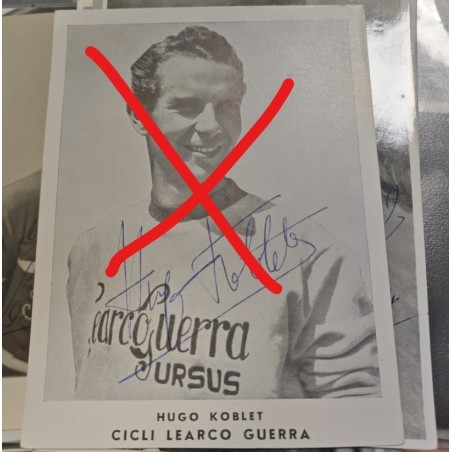 Hugo Koblet
Learco Guerra
URSUS
HUGO KOBLET
CICLI LEARCO GUERRA